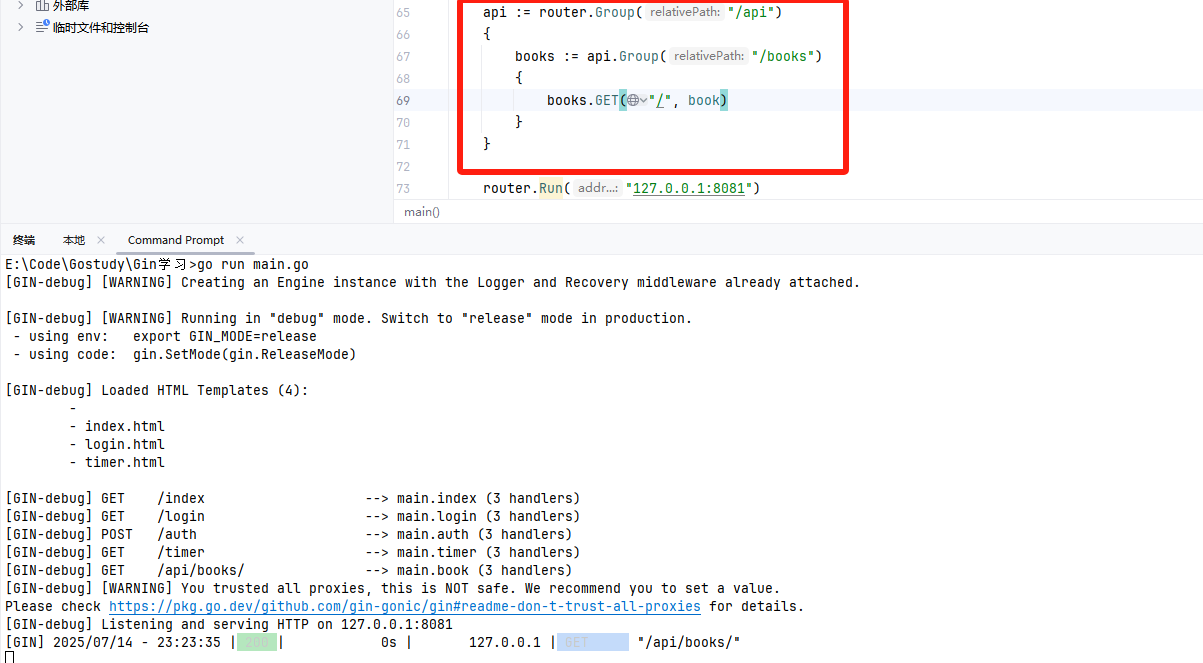 外部库
临时文件和控制台
65 api := router.Group( relativePath: "/api")
66 {
67 books := api.Group( relativePath: "/books")
68 {
69 books.GET("/", book)
70 }
71 }
72
73 router.Run( addr...: "127.0.0.1:8081")
main()
终端 本地 × Command Prompt ×
E:\Code\Gostudy\Gin学习>go run main.go
[GIN-debug] [WARNING] Creating an Engine instance with the Logger and Recovery middleware already attached.
[GIN-debug] [WARNING] Running in "debug" mode. Switch to "release" mode in production.
- using env: export GIN_MODE=release
- using code: gin.SetMode(gin.ReleaseMode)
[GIN-debug] Loaded HTML Templates (4):
-
- index.html
- login.html
- timer.html
[GIN-debug] GET /index --> main.index (3 handlers)
[GIN-debug] GET /login --> main.login (3 handlers)
[GIN-debug] POST /auth --> main.auth (3 handlers)
[GIN-debug] GET /timer --> main.timer (3 handlers)
[GIN-debug] GET /api/books/ --> main.book (3 handlers)
[GIN-debug] [WARNING] You trusted all proxies, this is NOT safe. We recommend you to set a value.
Please check https://pkg.go.dev/github.com/gin-gonic/gin#readme-don-t-trust-all-proxies for details.
[GIN-debug] Listening and serving HTTP on 127.0.0.1:8081
[GIN] 2025/07/14 - 23:23:35 | 200 | 0s | 127.0.0.1 | GET "/api/books/"